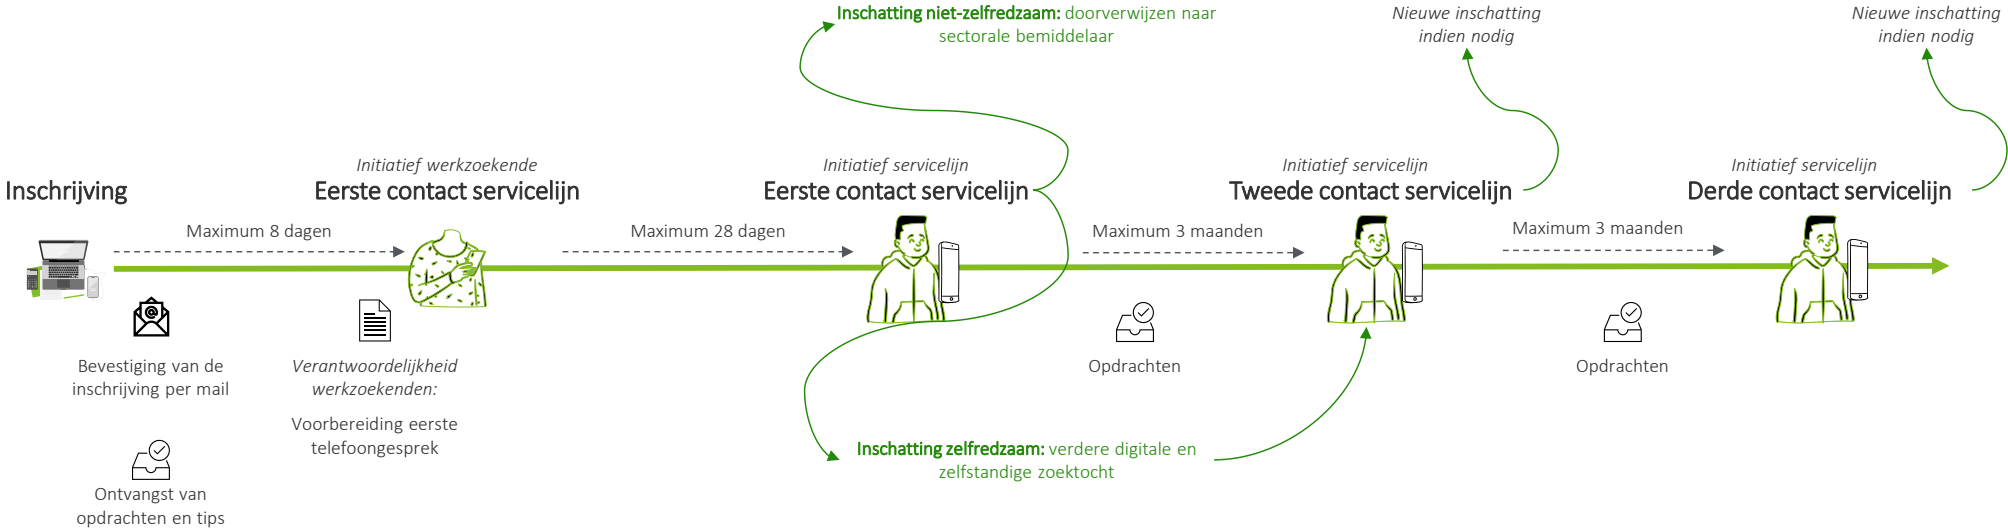 Inschatting niet-zelfredzaam: doorverwijzen naar
sectorale bemiddelaar
Nieuwe inschatting
indien nodig
Nieuwe inschatting
indien nodig
Inschrijving
Initiatief werkzoekende
Eerste contact servicelijn
Initiatief servicelijn
Eerste contact servicelijn
Initiatief servicelijn
Tweede contact servicelijn
Initiatief servicelijn
Derde contact servicelijn
Maximum 8 dagen
Maximum 28 dagen
Maximum 3 maanden
Maximum 3 maanden
Bevestiging van de
inschrijving per mail
Verantwoordelijkheid
werkzoekenden:
Voorbereiding eerste
telefoongesprek
Opdrachten
Opdrachten
Inschatting zelfredzaam: verdere digitale en
zelfstandige zoektocht
Ontvangst van
opdrachten en tips